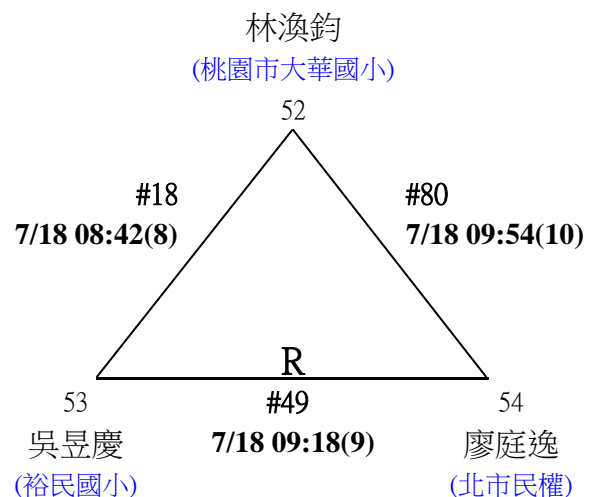 林渙鈞
(桃園市大華國小)
52
#18
7/18 08:42(8)
#80
7/18 09:54(10)
R
53
#49
54
吳昱慶
7/18 09:18(9)
廖庭逸
(裕民國小)
(北市民權)